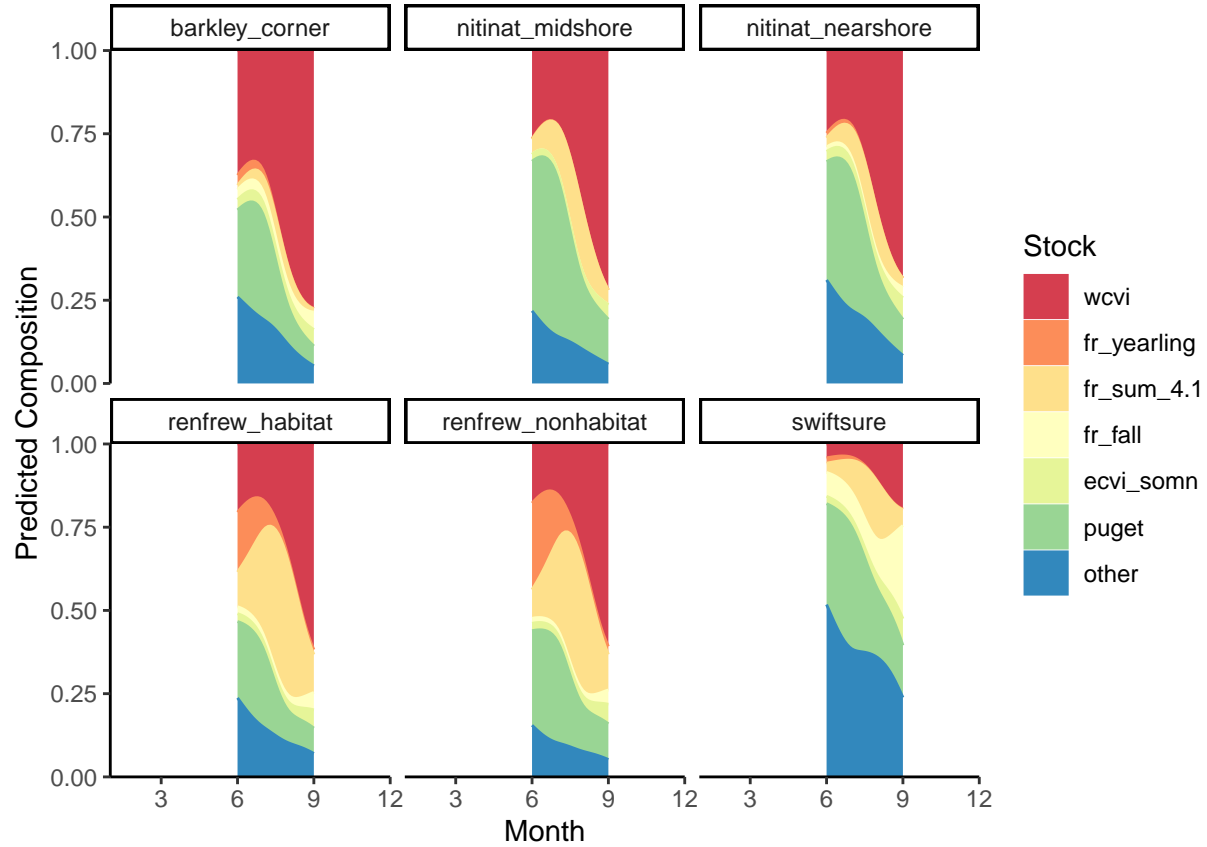 barkley_corner nitinat_midshore nitinat_nearshore
1.00
0.75
0.50
0.25
0.00
renfrew_habitat renfrew_nonhabitat swiftsure
1.00
0.75
0.50
0.25
0.00
3 6 9 12 3 6 9 12 3 6 9 12
Month
Predicted Composition
Stock
wcvi
fr_yearling
fr_sum_4.1
fr_fall
ecvi_somn
puget
other